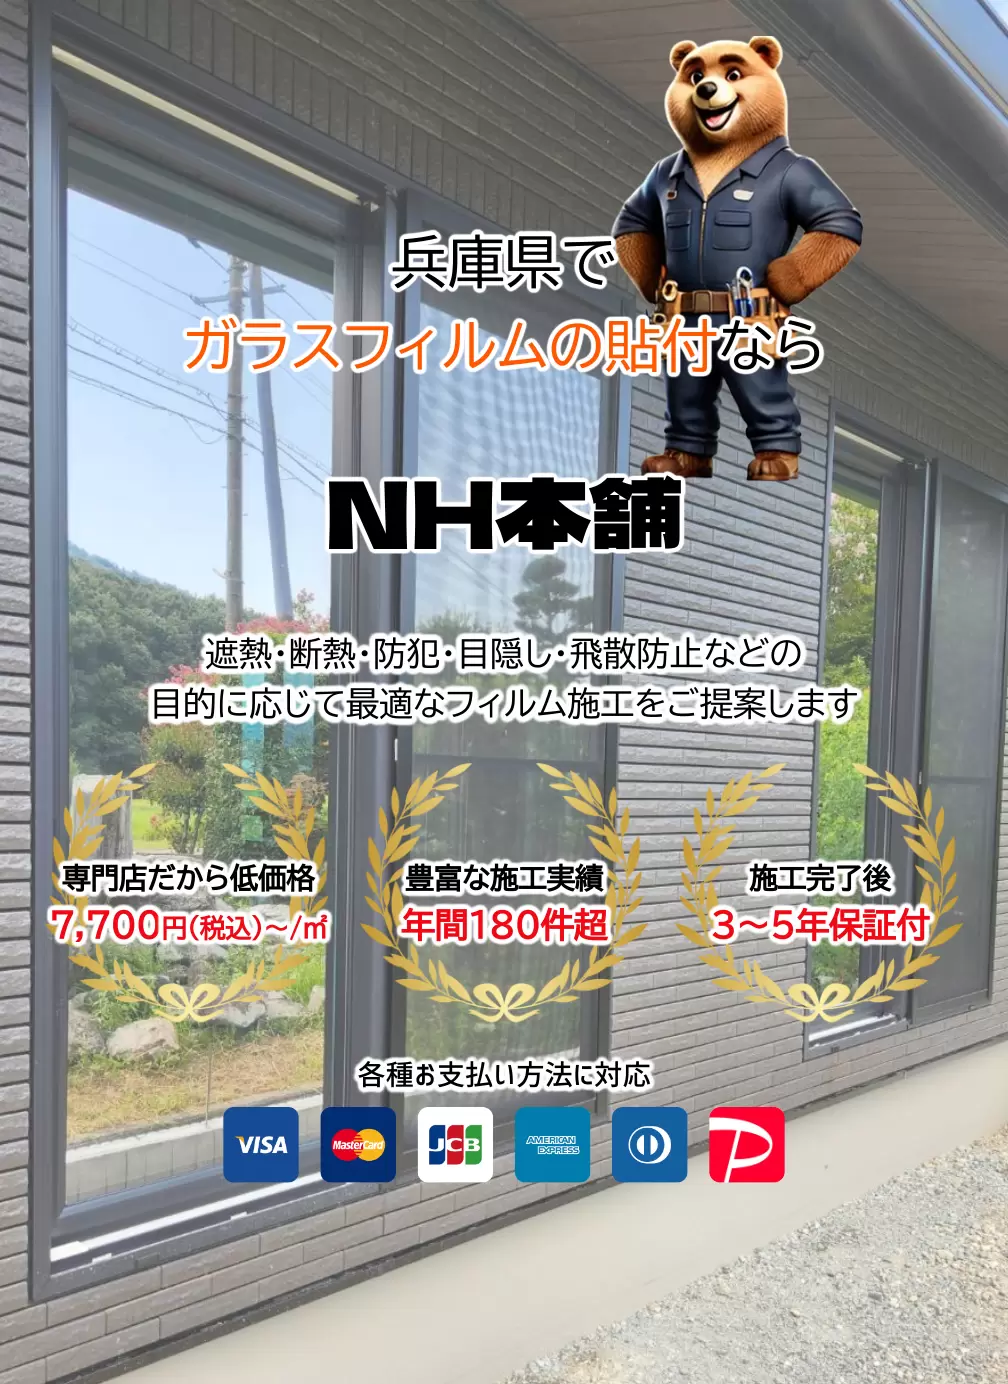 兵庫県で
ガラスフィルムの貼付なら
NH本舗
遮熱・断熱・防犯・目隠し・飛散防止などの
目的に応じて最適なフィルム施工をご提案します
専門店だから低価格
7,700円(税込)~/㎡
豊富な施工実績
年間180件超
施工完了後
3~5年保証付
各種お支払い方法に対応
VISA
MasterCard
JCB
AMERICAN
EXPRESS